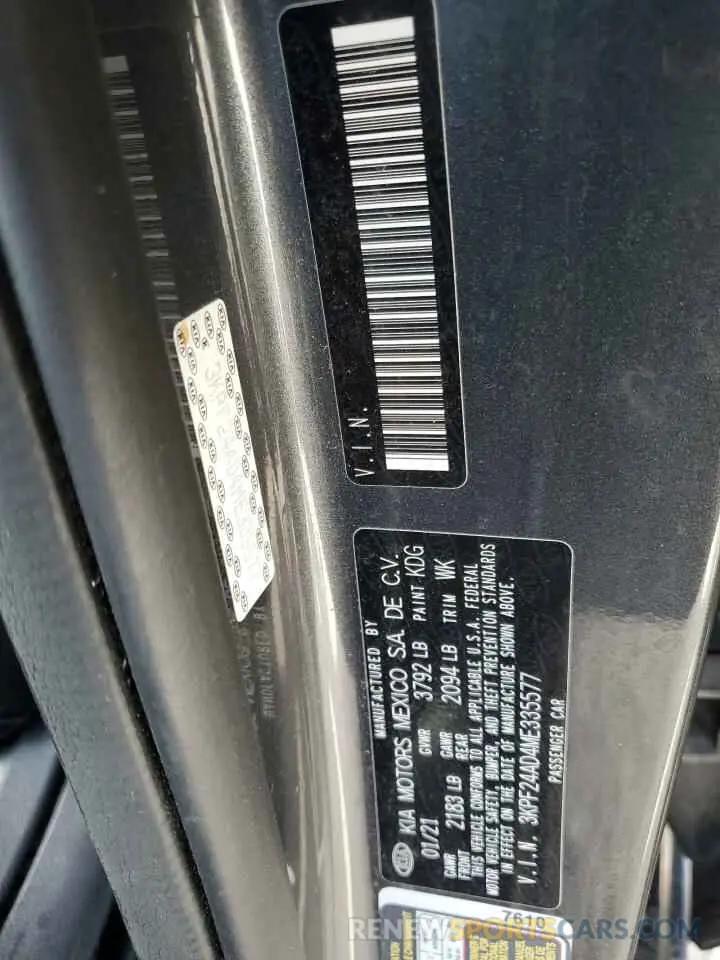 V.I.N.
MANUFACTURED BY
KIA KIA MOTORS MEXICO S.A. DE C.V.
01/21 GVWR 3792 LB PAINT KDG
GAWR FRONT 2183 LB GAWR REAR 2094 LB TRIM WK
THIS VEHICLE CONFORMS TO ALL APPLICABLE U.S.A. FEDERAL
MOTOR VEHICLE SAFETY, BUMPER, AND THEFT PREVENTION STANDARDS
IN EFFECT ON THE DATE OF MANUFACTURE SHOWN ABOVE.
V.I.N. 3KPF24AD4ME335577
PASSENGER CAR
7610
RENEWSPORTSCARS.COM